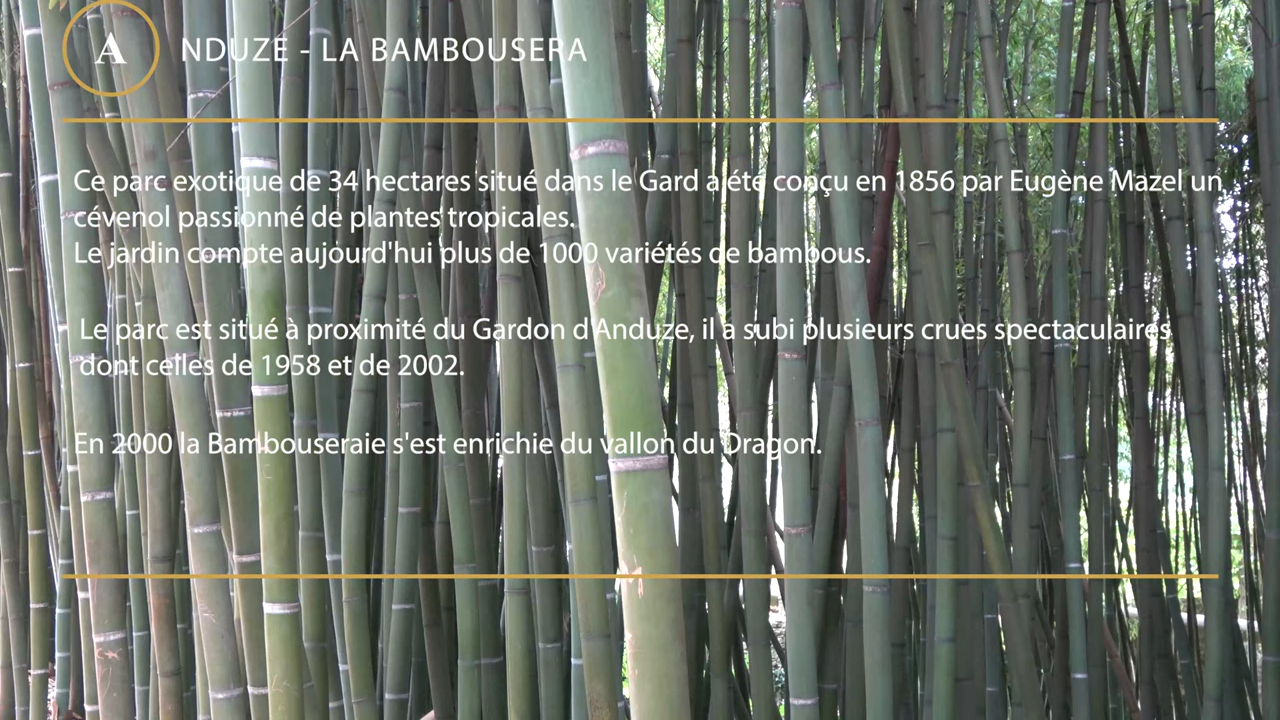 A NDUZE - LA BAMBOUSERA
Ce parc exotique de 34 hectares situé dans le Gard a été conçu en 1856 par Eugène Mazel un
cévenol passionné de plantes tropicales.
Le jardin compte aujourd'hui plus de 1000 variétés de bambous.
Le parc est situé à proximité du Gardon d'Anduze, il a subi plusieurs crues spectaculaires
dont celles de 1958 et de 2002.
En 2000 la Bambouseraie s'est enrichie du vallon du Dragon.